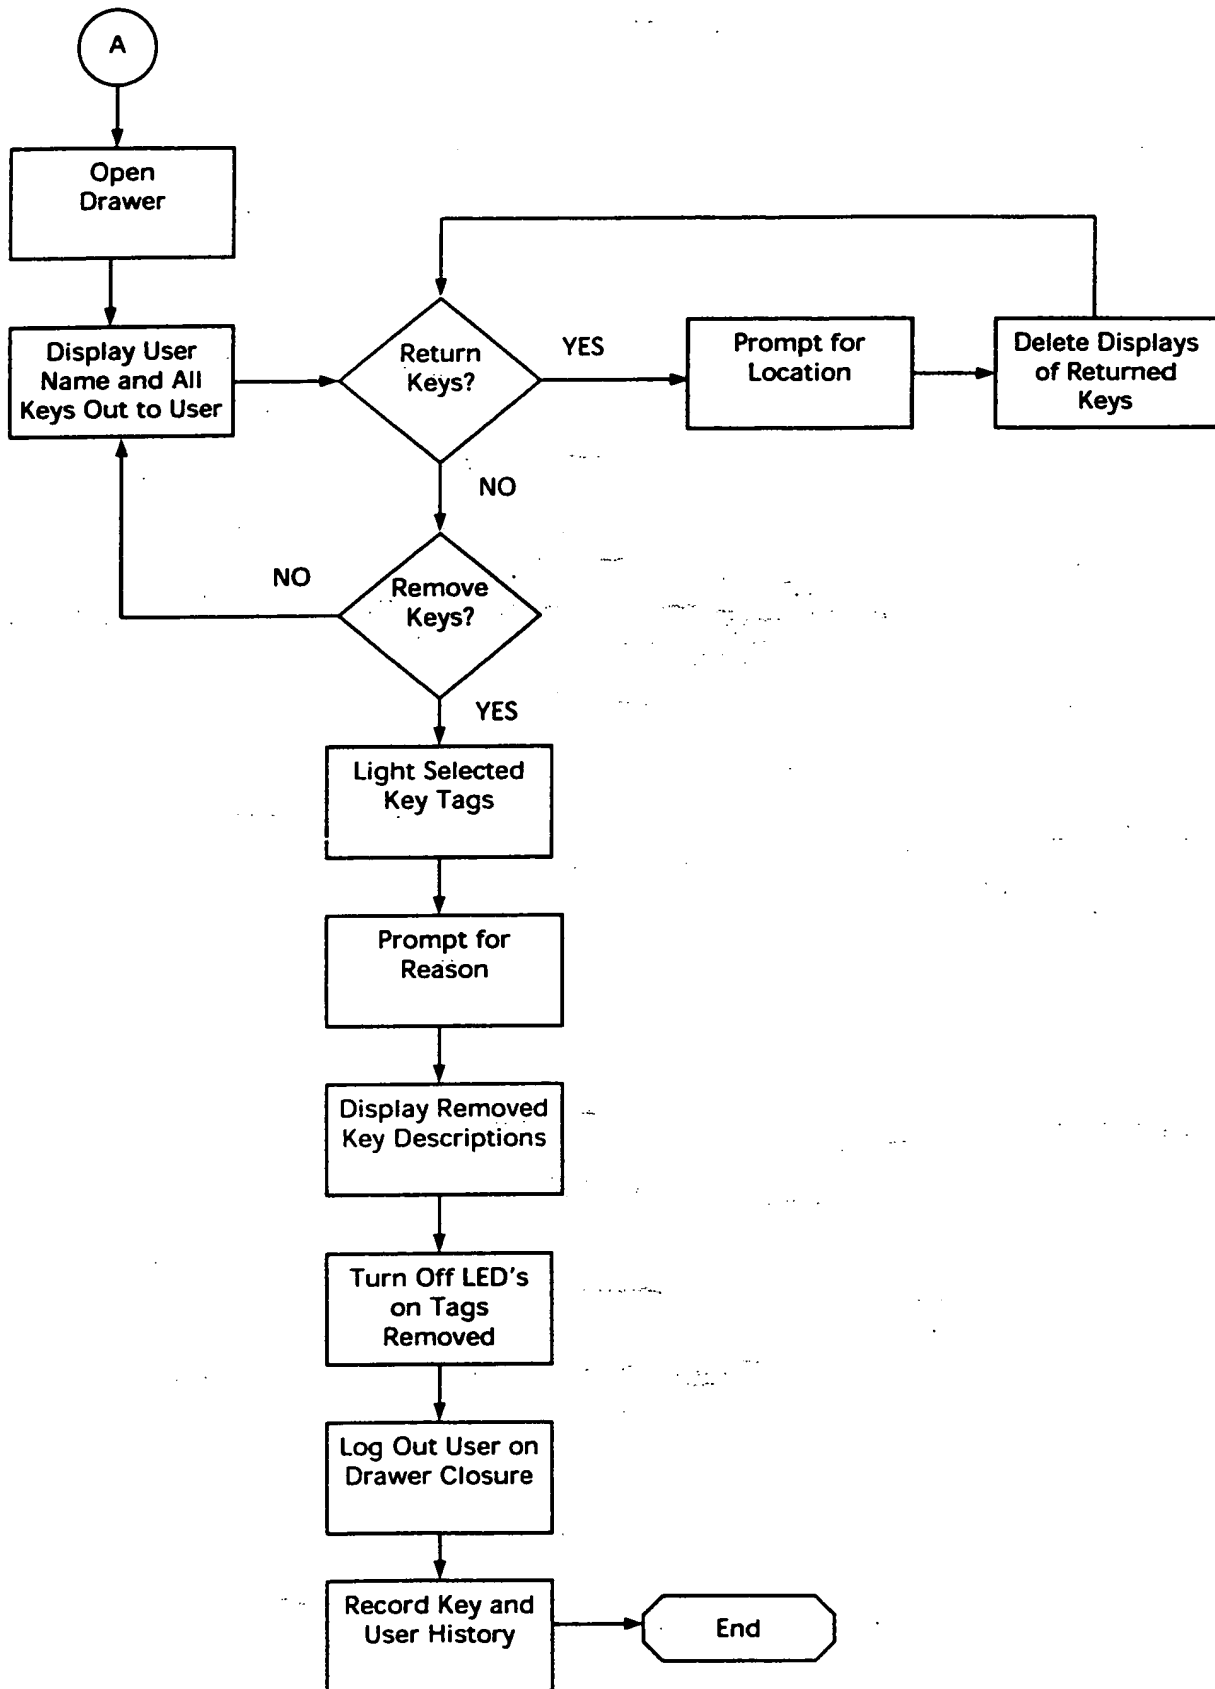 A
Open
Drawer
Display User
Name and All
Keys Out to User
Return
Keys?
YES
Prompt for
Location
Delete Displays
of Returned
Keys
NO
Remove
Keys?
NO
YES
Light Selected
Key Tags
Prompt for
Reason
Display Removed
Key Descriptions
Turn Off LED's
on Tags
Removed
Log Out User on
Drawer Closure
Record Key and
User History
End